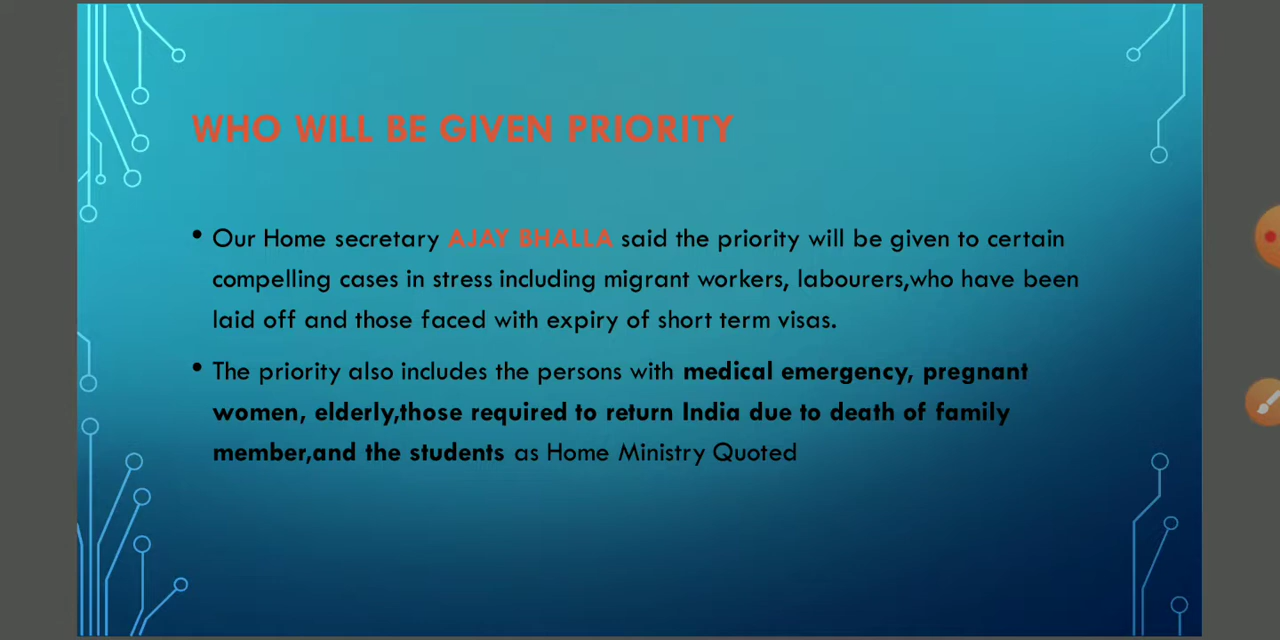 WHO WILL BE GIVEN PRIORITY
• Our Home secretary AJAY BHALLA said the priority will be given to certain
compelling cases in stress including migrant workers, labourers,who have been
laid off and those faced with expiry of short term visas.
• The priority also includes the persons with medical emergency, pregnant
women, elderly,those required to return India due to death of family
member,and the students as Home Ministry Quoted